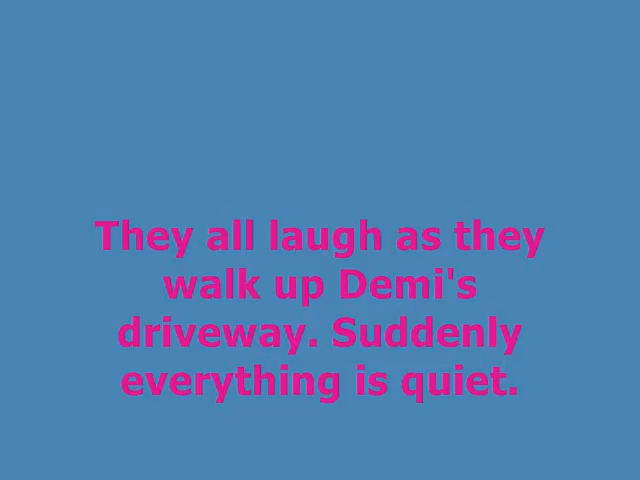 They all laugh as they
walk up Demi's
driveway. Suddenly
everything is quiet.